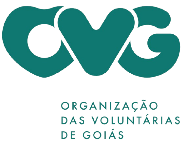 OVG
ORGANIZAÇÃO
DAS VOLUNTÁRIAS
DE GOIÁS